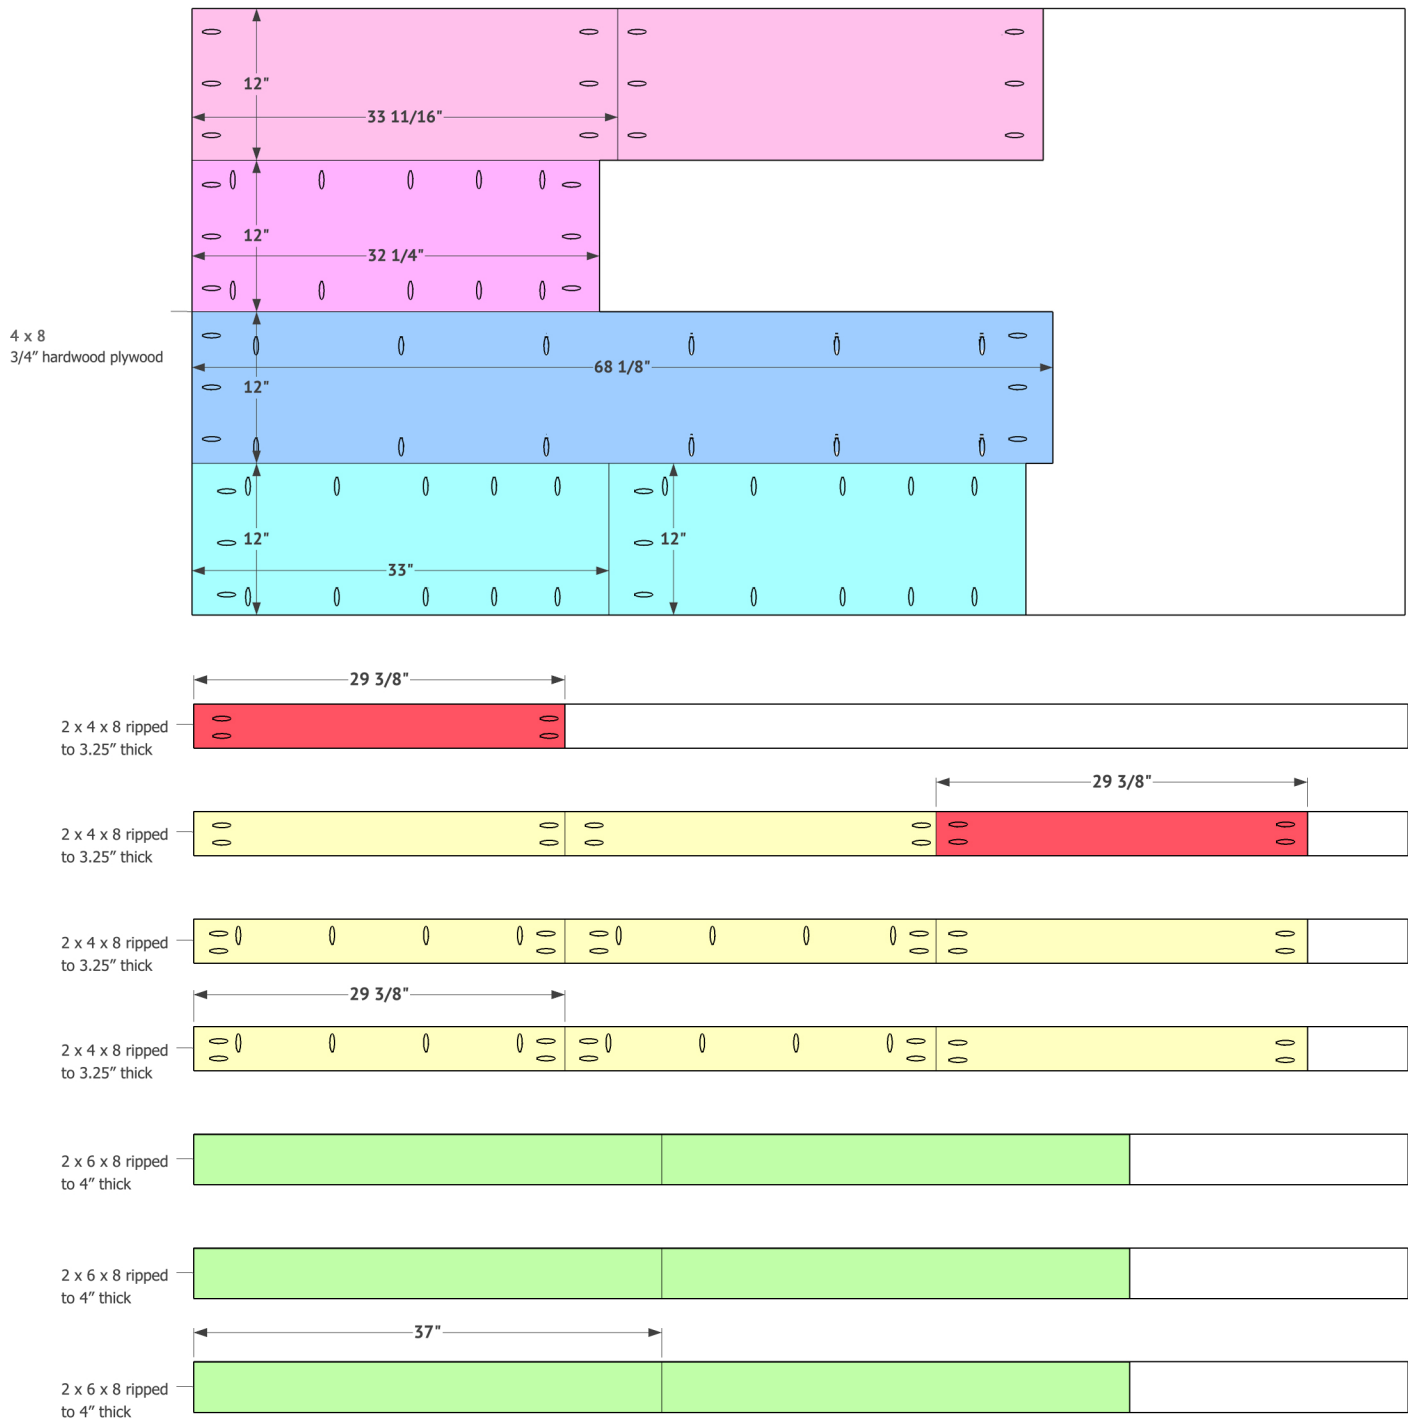 12"
33 11/16"
12"
32 1/4"
4 x 8
3/4” hardwood plywood
68 1/8"
12"
12"
12"
33"
29 3/8"
2 x 4 x 8 ripped
to 3.25” thick
29 3/8"
2 x 4 x 8 ripped
to 3.25” thick
2 x 4 x 8 ripped
to 3.25” thick
29 3/8"
2 x 4 x 8 ripped
to 3.25” thick
2 x 6 x 8 ripped
to 4” thick
2 x 6 x 8 ripped
to 4” thick
37"
2 x 6 x 8 ripped
to 4” thick